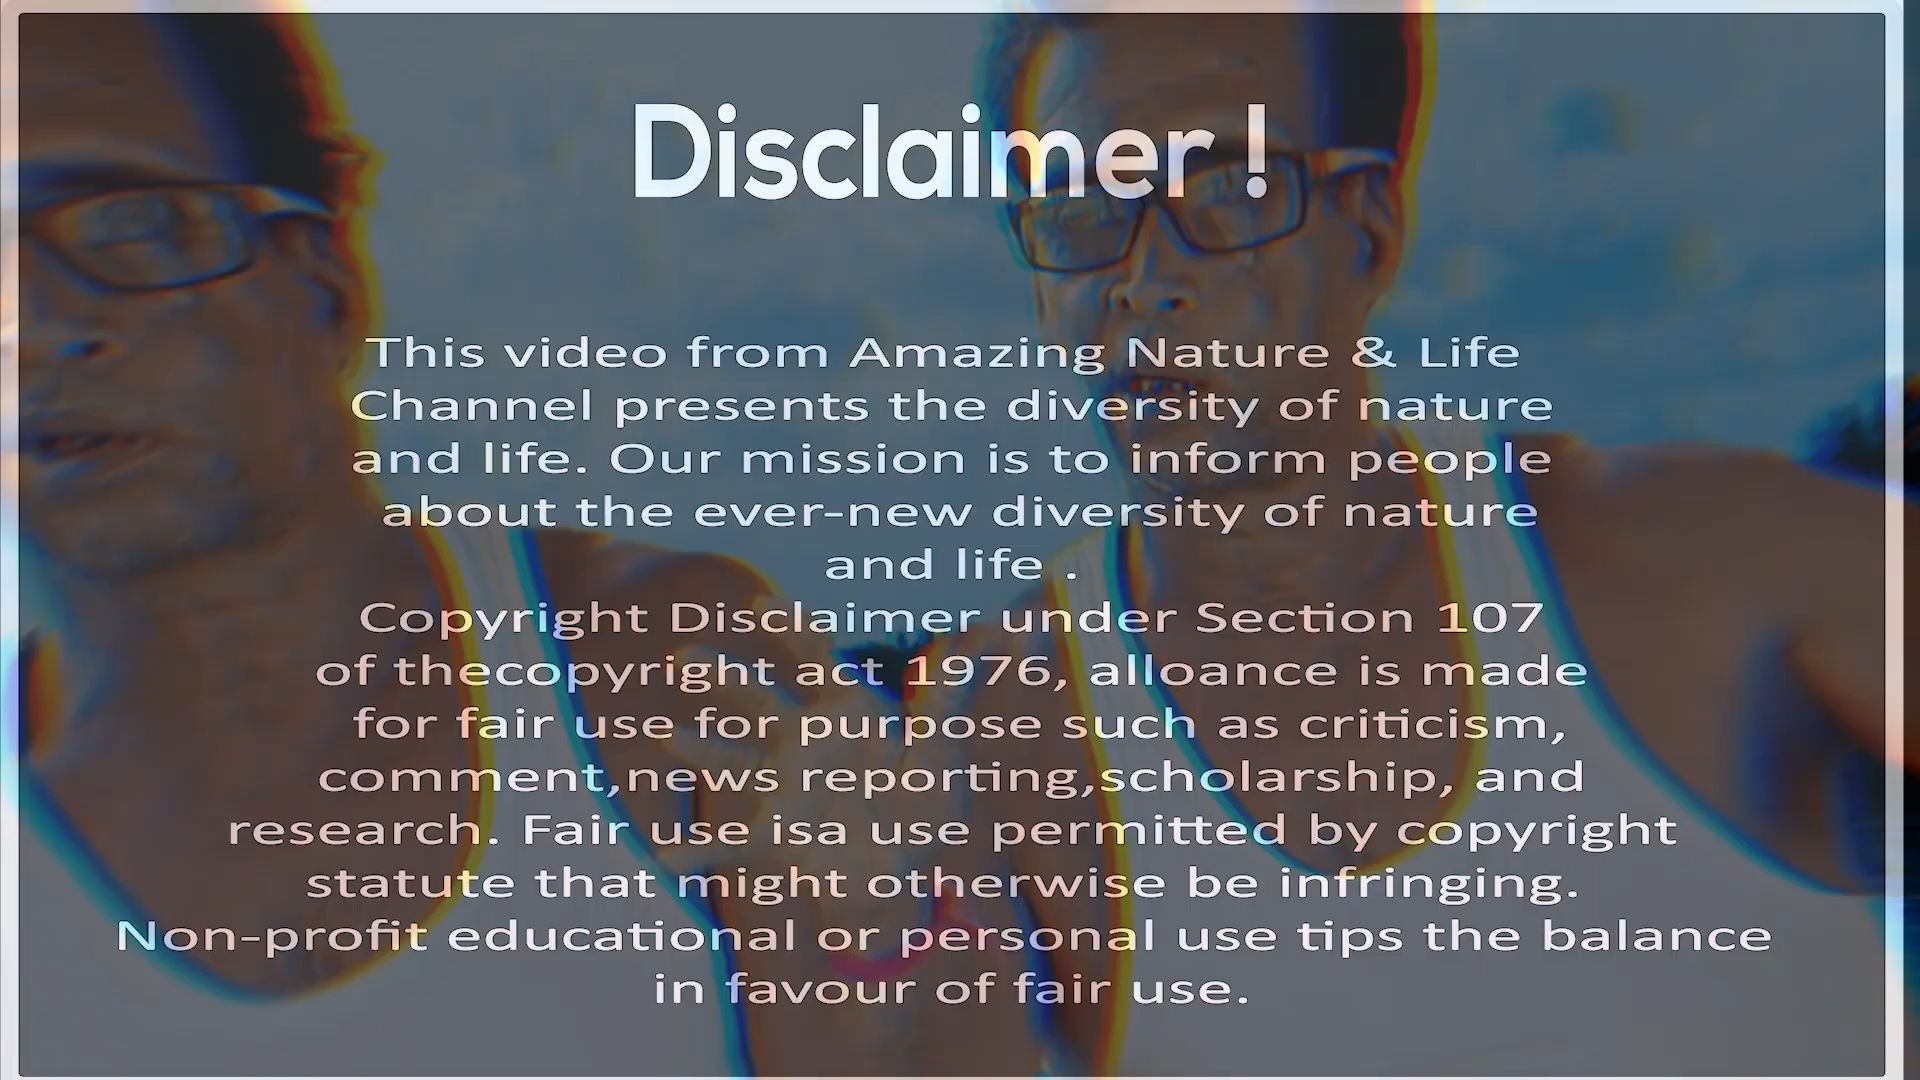 Disclaimer !
This video from Amazing Nature & Life
Channel presents the diversity of nature
and life. Our mission is to inform people
about the ever-new diversity of nature
and life .
Copyright Disclaimer under Section 107
of thecopyright act 1976, alloance is made
for fair use for purpose such as criticism,
comment,news reporting,scholarship, and
research. Fair use isa use permitted by copyright
statute that might otherwise be infringing.
Non-profit educational or personal use tips the balance
in favour of fair use.